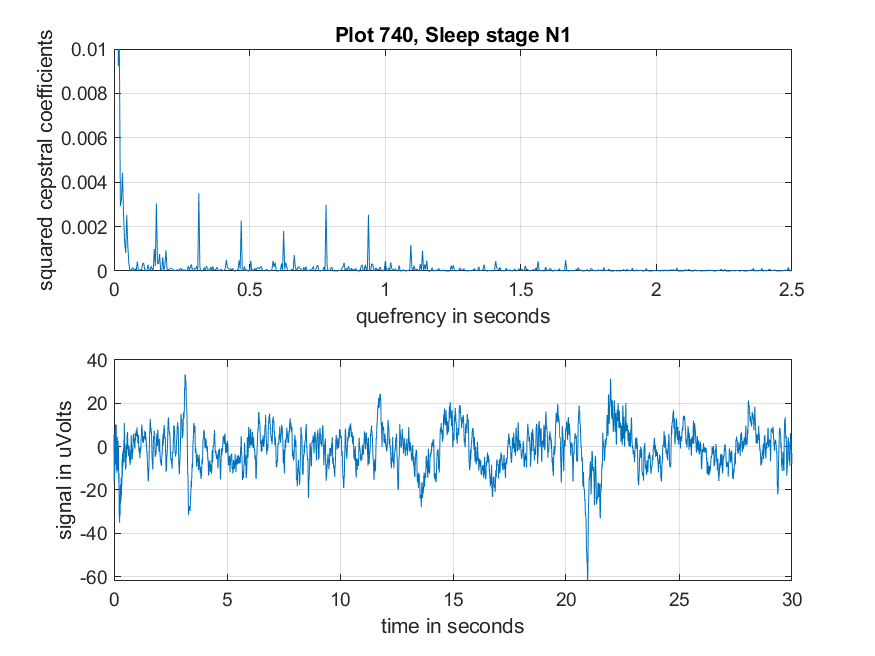 Plot 740, Sleep stage N1
squared cepstral coefficients
0.01
0.008
0.006
0.004
0.002
0
0 0.5 1 1.5 2 2.5
quefrency in seconds
signal in uVolts
40
20
0
-20
-40
-60
0 5 10 15 20 25 30
time in seconds